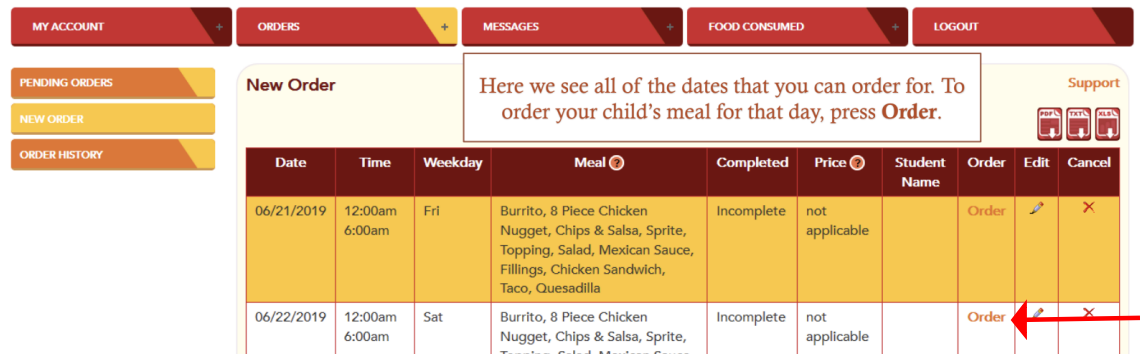 MY ACCOUNT +
ORDERS +
MESSAGES +
FOOD CONSUMED +
LOGOUT
PENDING ORDERS
NEW ORDER
ORDER HISTORY
New Order
Here we see all of the dates that you can order for. To
order your child's meal for that day, press Order.
Support
PDF TXT XLS
Date Time Weekday Meal ? Completed Price ? Student Order Edit Cancel
Name
06/21/2019 12:00am Fri Burrito, 8 Piece Chicken Incomplete not Order
6:00am Nugget, Chips & Salsa, Sprite, applicable
Topping, Salad, Mexican Sauce,
Fillings, Chicken Sandwich,
Taco, Quesadilla
06/22/2019 12:00am Sat Burrito, 8 Piece Chicken Incomplete not Order
6:00am Nugget, Chips & Salsa, Sprite, applicable
Topping, Salad, Mexican Sauce